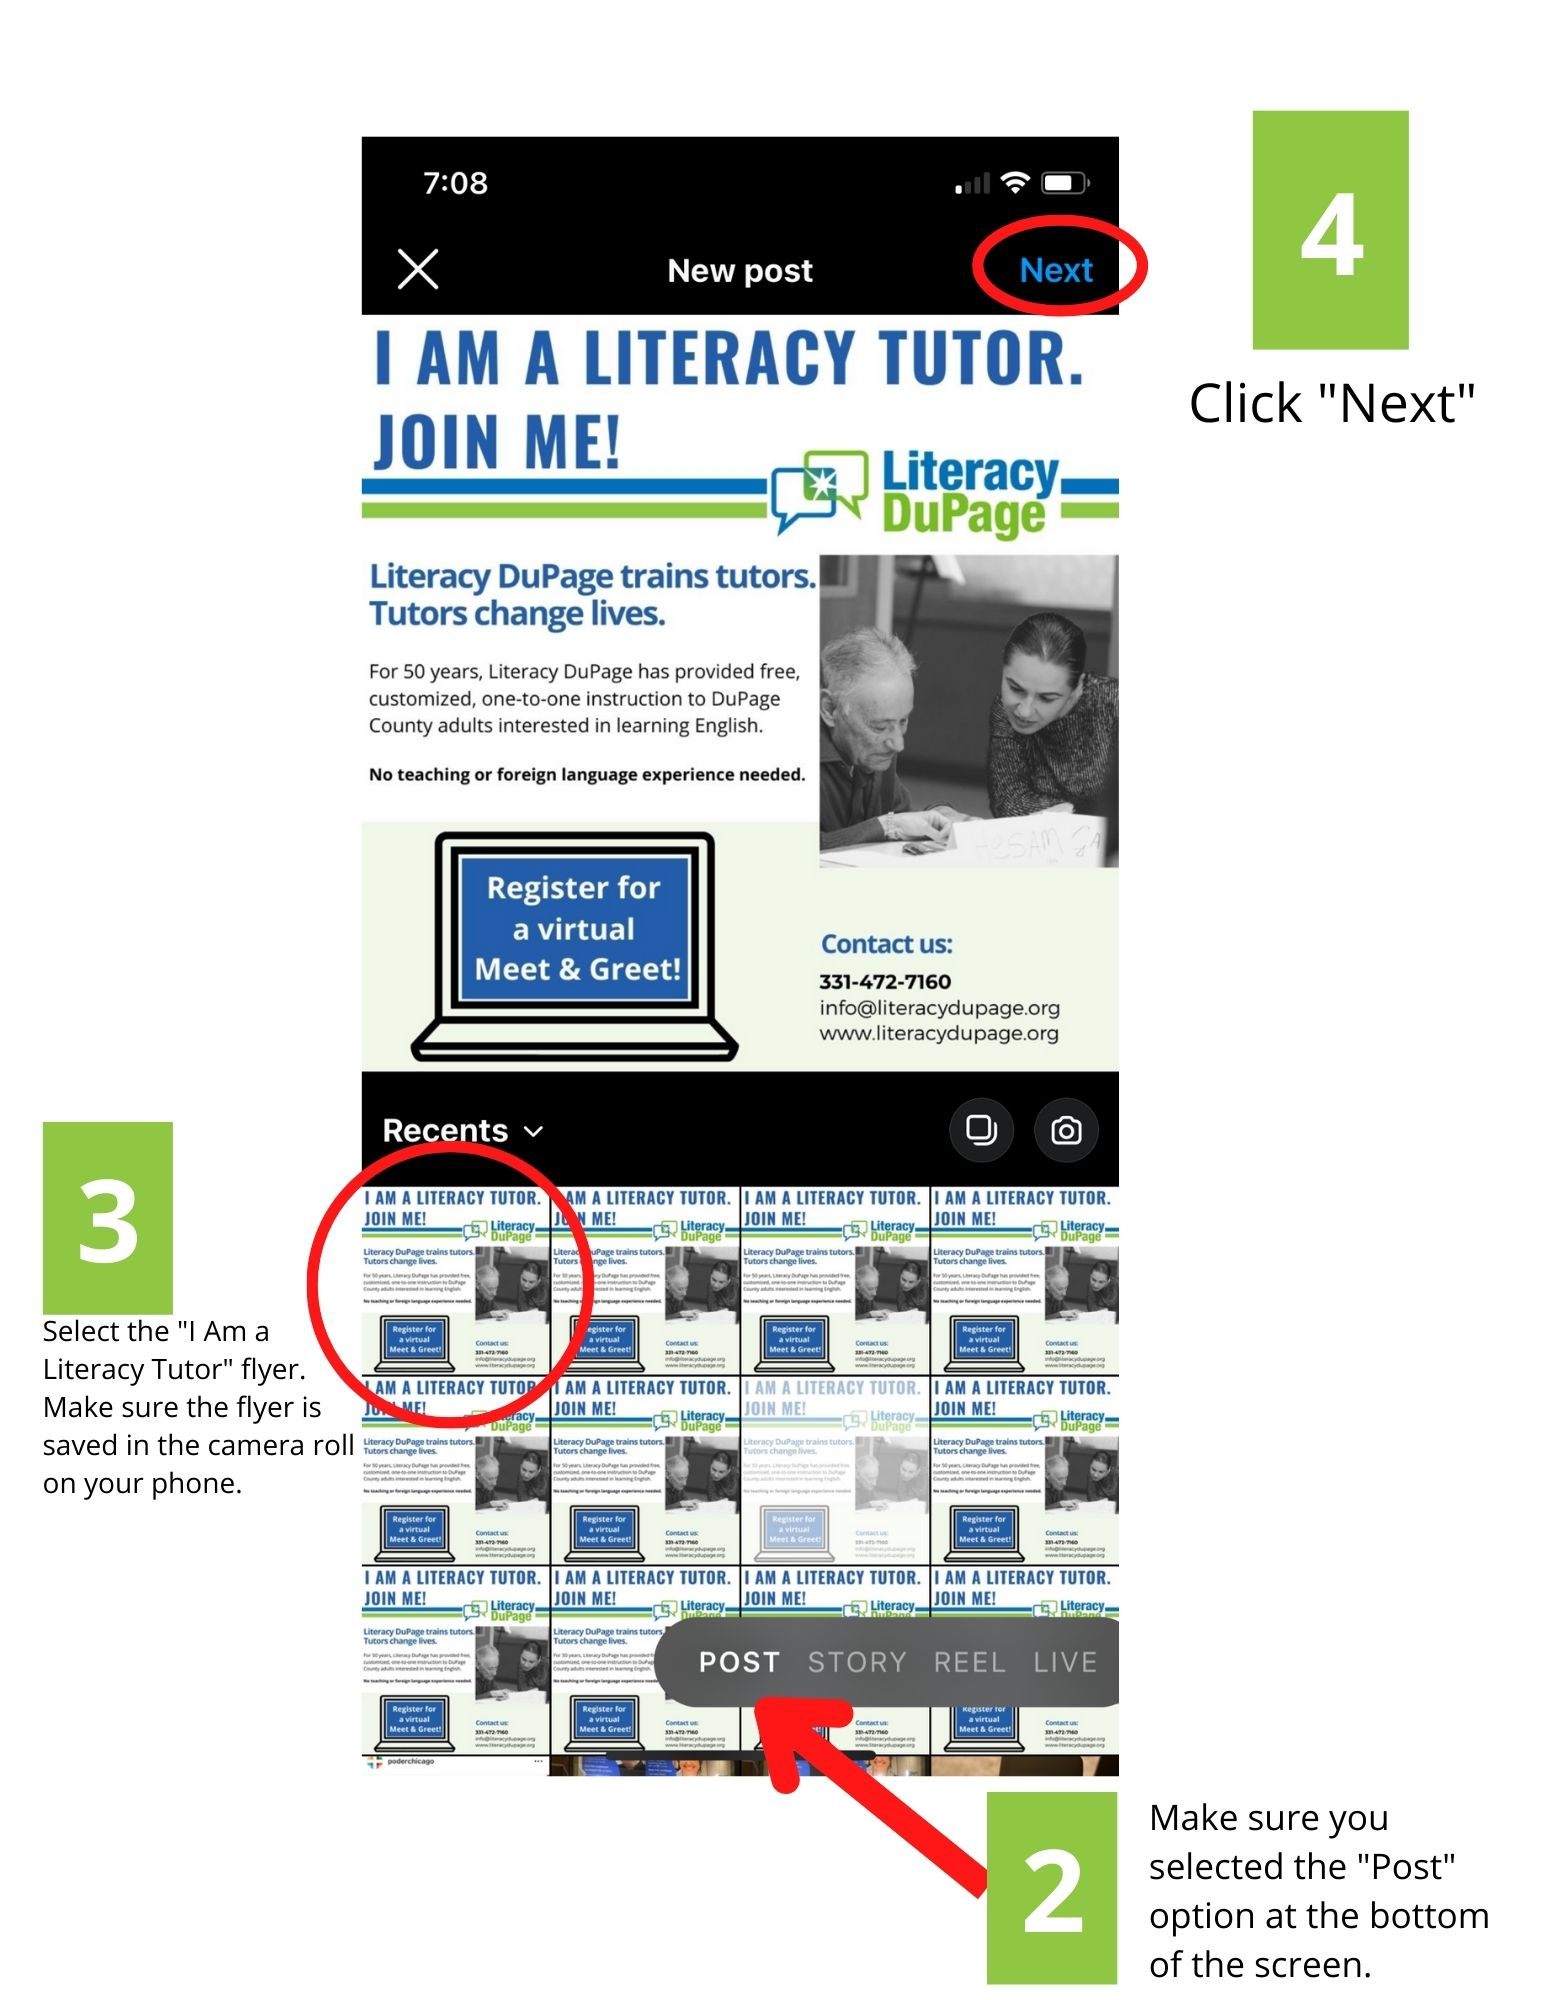 7:08
New post
Next
4
Click "Next"
I AM A LITERACY TUTOR.
JOIN ME!
Literacy
DuPage
Literacy DuPage trains tutors.
Tutors change lives.
For 50 years, Literacy DuPage has provided free,
customized, one-to-one instruction to DuPage
County adults interested in learning English.
No teaching or foreign language experience needed.
Register for
a virtual
Meet & Greet!
Contact us:
331-472-7160
info@literacydupage.org
www.literacydupage.org
Recents
3
Select the "I Am a
Literacy Tutor" flyer.
Make sure the flyer is
saved in the camera roll
on your phone.
POST STORY REEL LIVE
poderchicago
2
Make sure you
selected the "Post"
option at the bottom
of the screen.